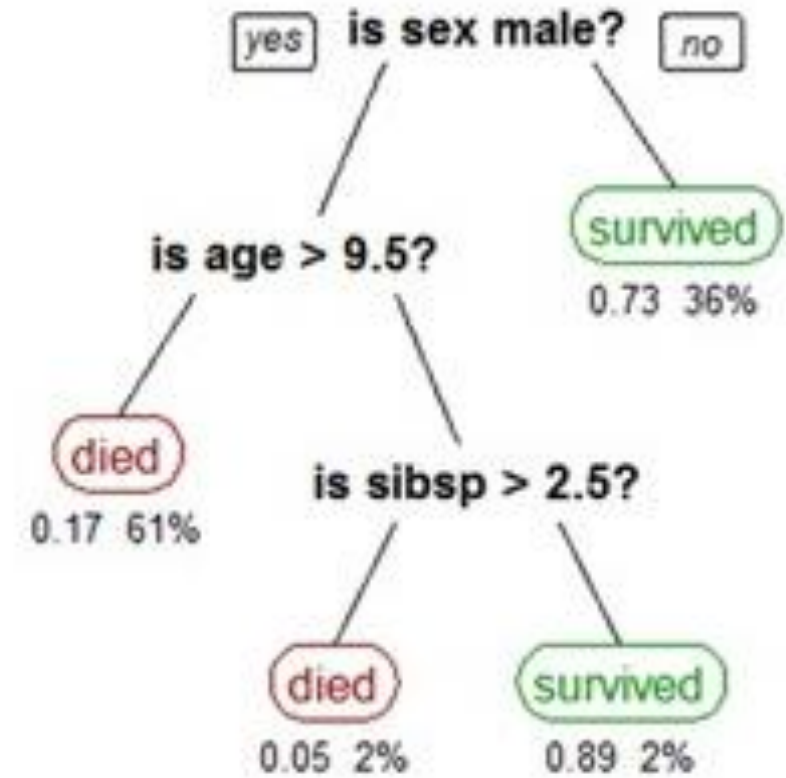 yes is sex male? no
survived
is age > 9.5?
0.73 36%
died
is sibsp > 2.5?
0.17 61%
died survived
0.05 2% 0.89 2%